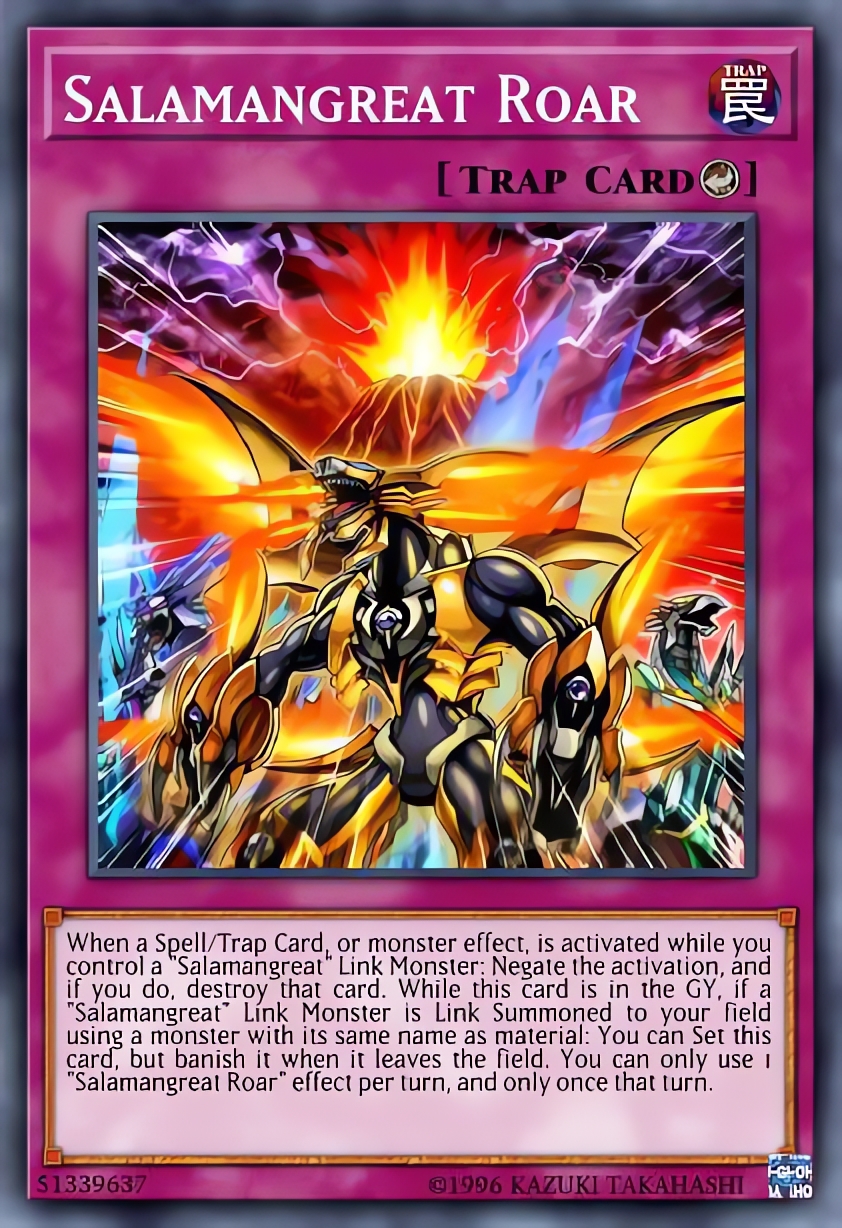 SALAMANGREAT ROAR
TRAP
罠
[TRAP CARD]
When a Spell/Trap Card, or monster effect, is activated while you
control a "Salamangreat" Link Monster: Negate the activation, and
if you do, destroy that card. While this card is in the GY, if a
"Salamangreat" Link Monster is Link Summoned to your field
using a monster with its same name as material: You can Set this
card, but banish it when it leaves the field. You can only use 1
"Salamangreat Roar" effect per turn, and only once that turn.
51339637
©1996 KAZUKI TAKAHASHI